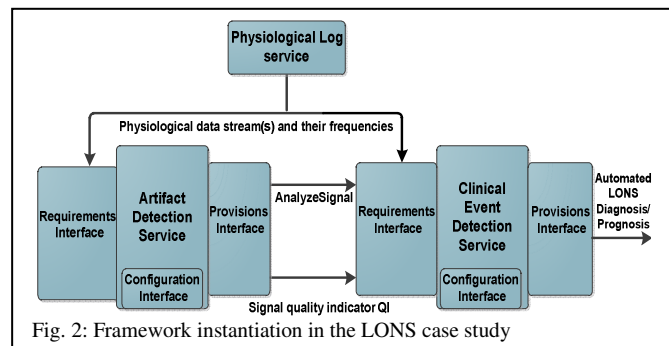 Physiological Log
service
Physiological data stream(s) and their frequencies
Requirements
Interface
Artifact
Detection
Service
Configuration
Interface
Provisions
Interface
AnalyzeSignal
Signal quality indicator QI
Requirements
Interface
Clinical
Event
Detection
Service
Configuration
Interface
Provisions
Interface
Automated
LONS
Diagnosis/
Prognosis
Fig. 2: Framework instantiation in the LONS case study